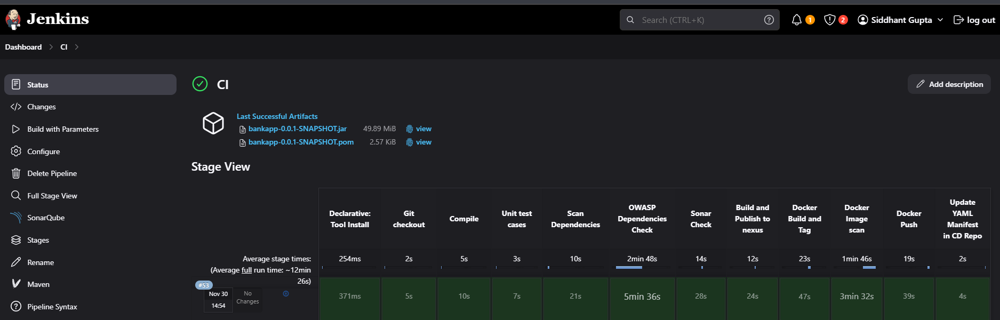 Jenkins
Search (CTRL+K)
1
2
Siddhant Gupta
log out
Dashboard
CI
Status
Changes
Build with Parameters
Configure
Delete Pipeline
Full Stage View
SonarQube
Stages
Rename
Maven
Pipeline Syntax
CI
Add description
Last Successful Artifacts
bankapp-0.0.1-SNAPSHOT.jar 49.89 MiB view
bankapp-0.0.1-SNAPSHOT.pom 2.57 KiB view
Stage View
Declarative:
Tool Install
Git
checkout
Compile
Unit test
cases
Scan
Dependencies
OWASP
Dependencies
Check
Sonar
Check
Build and
Publish to
nexus
Docker
Build and
Tag
Docker
Image
scan
Docker
Push
Update
YAML
Manifest
in CD Repo
Average stage times:
(Average full run time: ~12min
26s)
254ms 2s 5s 3s 10s 2min 48s 14s 12s 23s 1min 46s 19s 2s
#53
Nov 30
14:54
No
Changes
371ms 5s 10s 7s 21s 5min 36s 28s 24s 47s 3min 32s 39s 4s